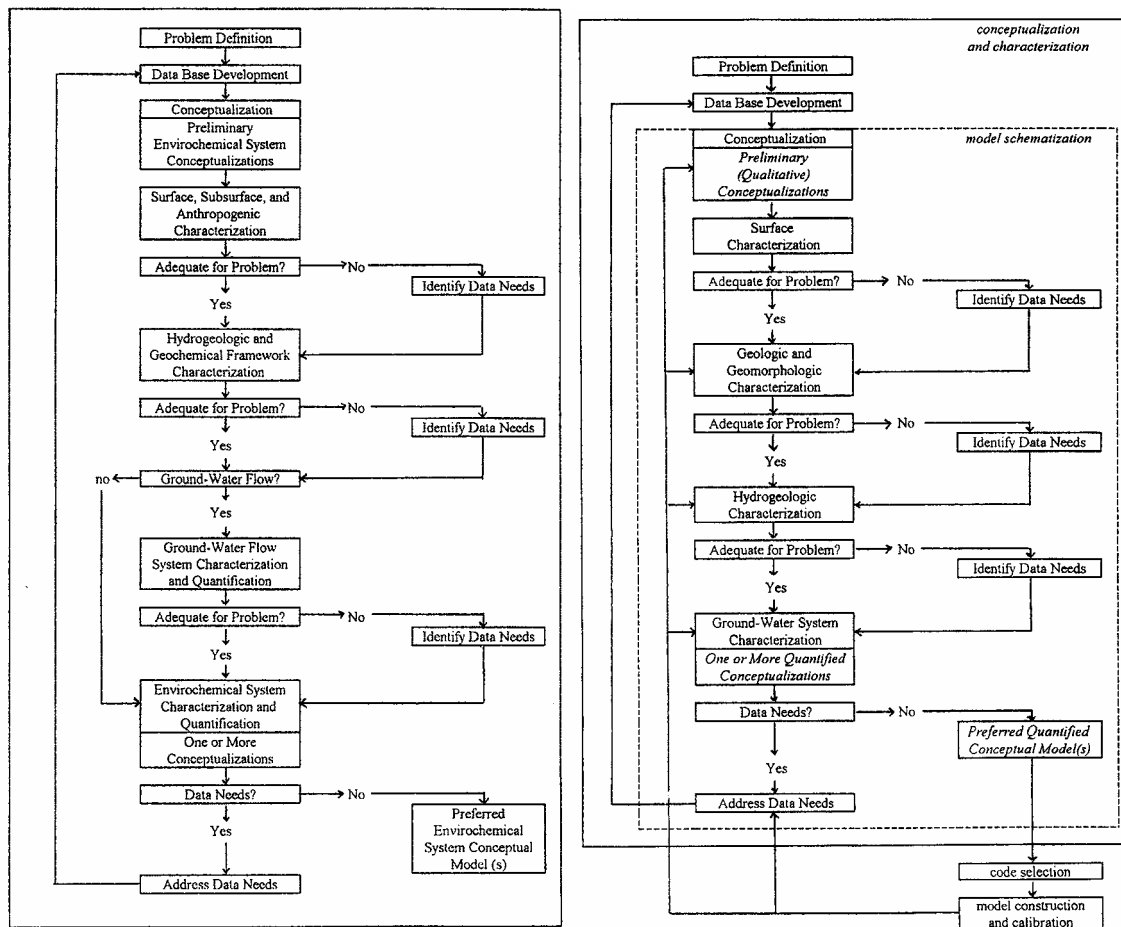 Problem Definition
Data Base Development
Conceptualization
Preliminary
Envirochemical System
Conceptualizations
Surface, Subsurface, and
Anthropogenic
Characterization
Adequate for Problem?
No
Identify Data Needs
Yes
Hydrogeologic and
Geochemical Framework
Characterization
Adequate for Problem?
No
Identify Data Needs
Yes
no
Ground-Water Flow?
Yes
Ground-Water Flow
System Characterization
and Quantification
Adequate for Problem?
No
Identify Data Needs
Yes
Envirochemical System
Characterization and
Quantification
One or More
Conceptualizations
Data Needs?
No
Preferred
Envirochemical
System Conceptual
Model (s)
Yes
Address Data Needs
conceptualization
and characterization
Problem Definition
Data Base Development
model schematization
Conceptualization
Preliminary
(Qualitative)
Conceptualizations
Surface
Characterization
Adequate for Problem?
No
Identify Data Needs
Yes
Geologic and
Geomorphologic
Characterization
Adequate for Problem?
No
Identify Data Needs
Yes
Hydrogeologic
Characterization
Adequate for Problem?
No
Identify Data Needs
Yes
Ground-Water System
Characterization
One or More Quantified
Conceptualizations
Data Needs?
No
Preferred Quantified
Conceptual Model(s)
Yes
Address Data Needs
code selection
model construction
and calibration